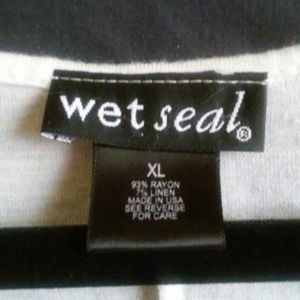 wet seal®
XL
93% RAYON
7% LINEN
MADE IN USA
SEE REVERSE
FOR CARE